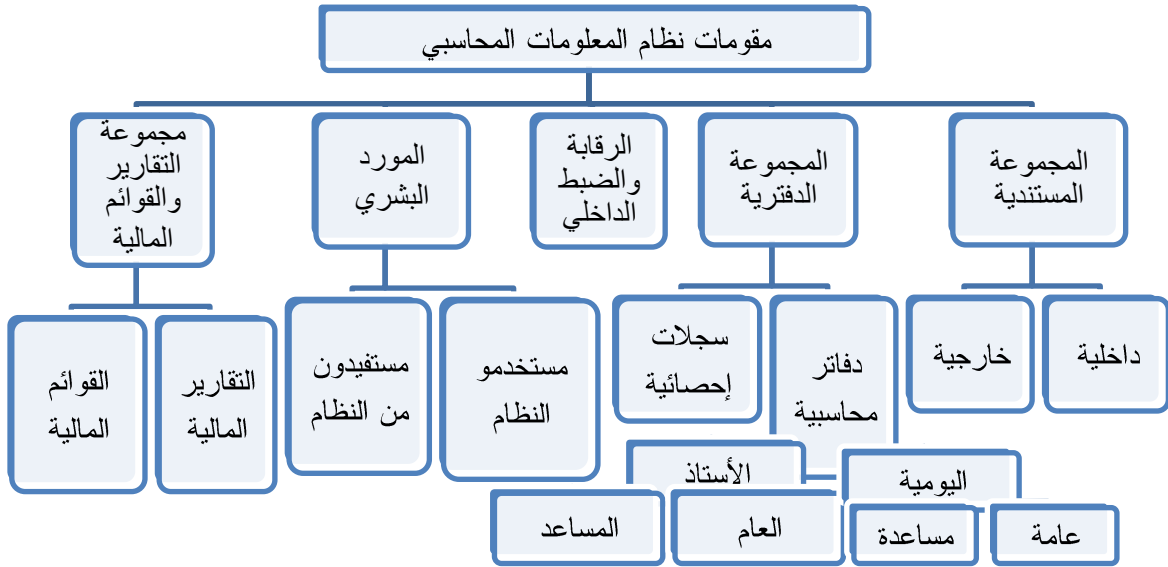 مقومات نظام المعلومات المحاسبي
المجموعة
المستندية
المجموعة
الدفترية
الرقابة
والضبط
الداخلي
المورد
البشري
مجموعة
التقارير
والقوائم
المالية
داخلية
خارجية
دفاتر
محاسبية
سجلات
إحصائية
مستخدمو
النظام
مستفيدون
من النظام
التقارير
المالية
القوائم
المالية
اليومية
الأستاذ
عامة
مساعدة
العام
المساعد